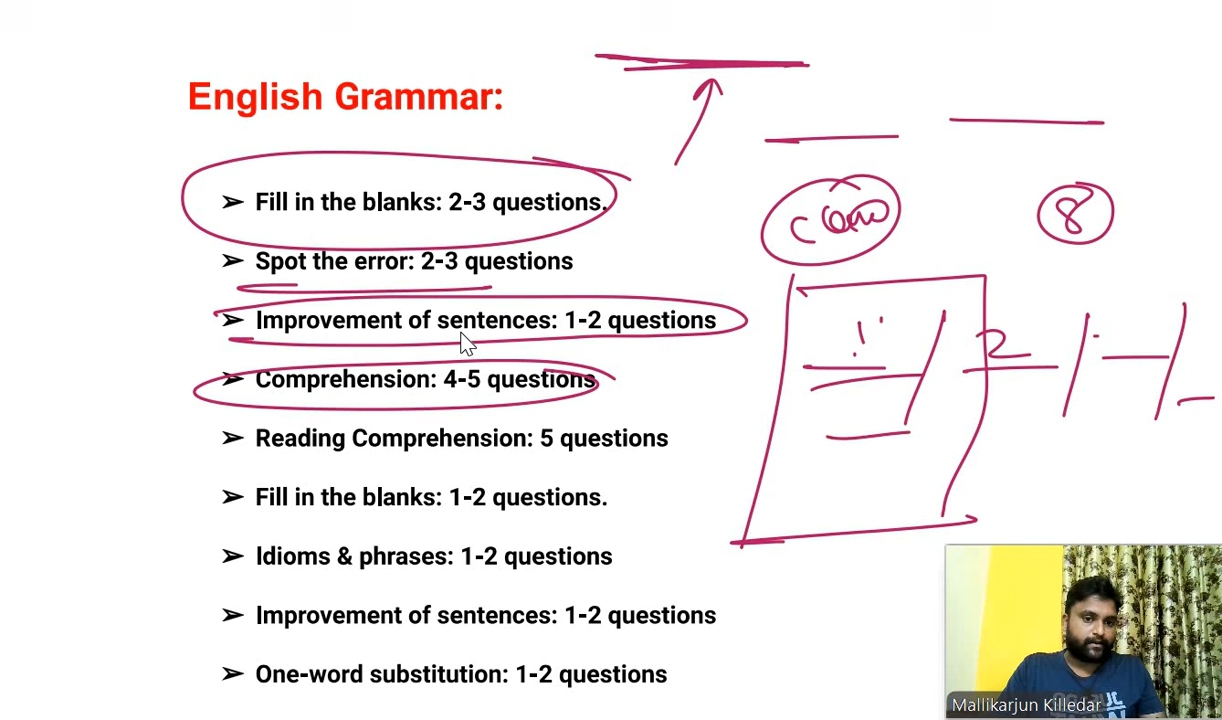 English Grammar:
➢ Fill in the blanks: 2-3 questions.
➢ Spot the error: 2-3 questions
➢ Improvement of sentences: 1-2 questions
➢ Comprehension: 4-5 questions
➢ Reading Comprehension: 5 questions
➢ Fill in the blanks: 1-2 questions.
➢ Idioms & phrases: 1-2 questions
➢ Improvement of sentences: 1-2 questions
➢ One-word substitution: 1-2 questions
8
2
Mallikarjun Killedar